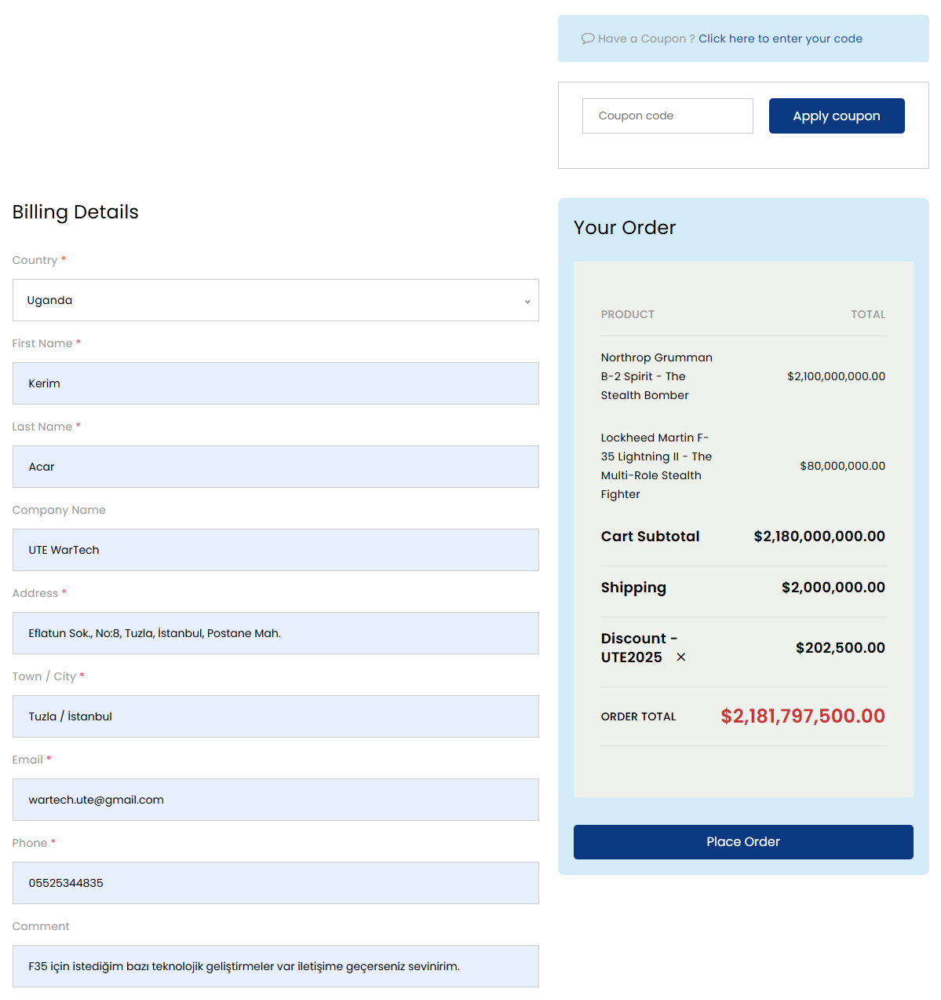 Have a Coupon ? Click here to enter your code
Coupon code
Apply coupon
Billing Details
Country *
Uganda
First Name *
Kerim
Last Name *
Acar
Company Name
UTE WarTech
Address *
Eflatun Sok., No:8, Tuzla, İstanbul, Postane Mah.
Town / City *
Tuzla / İstanbul
Email *
wartech.ute@gmail.com
Phone *
05525344835
Comment
F35 için istediğim bazı teknolojik geliştirmeler var iletişime geçerseniz sevinirim.
Your Order
PRODUCT TOTAL
Northrop Grumman
B-2 Spirit - The
Stealth Bomber
$2,100,000,000.00
Lockheed Martin F-
35 Lightning II - The
Multi-Role Stealth
Fighter
$80,000,000.00
Cart Subtotal $2,180,000,000.00
Shipping $2,000,000.00
Discount -
UTE2025 ×
$202,500.00
ORDER TOTAL $2,181,797,500.00
Place Order